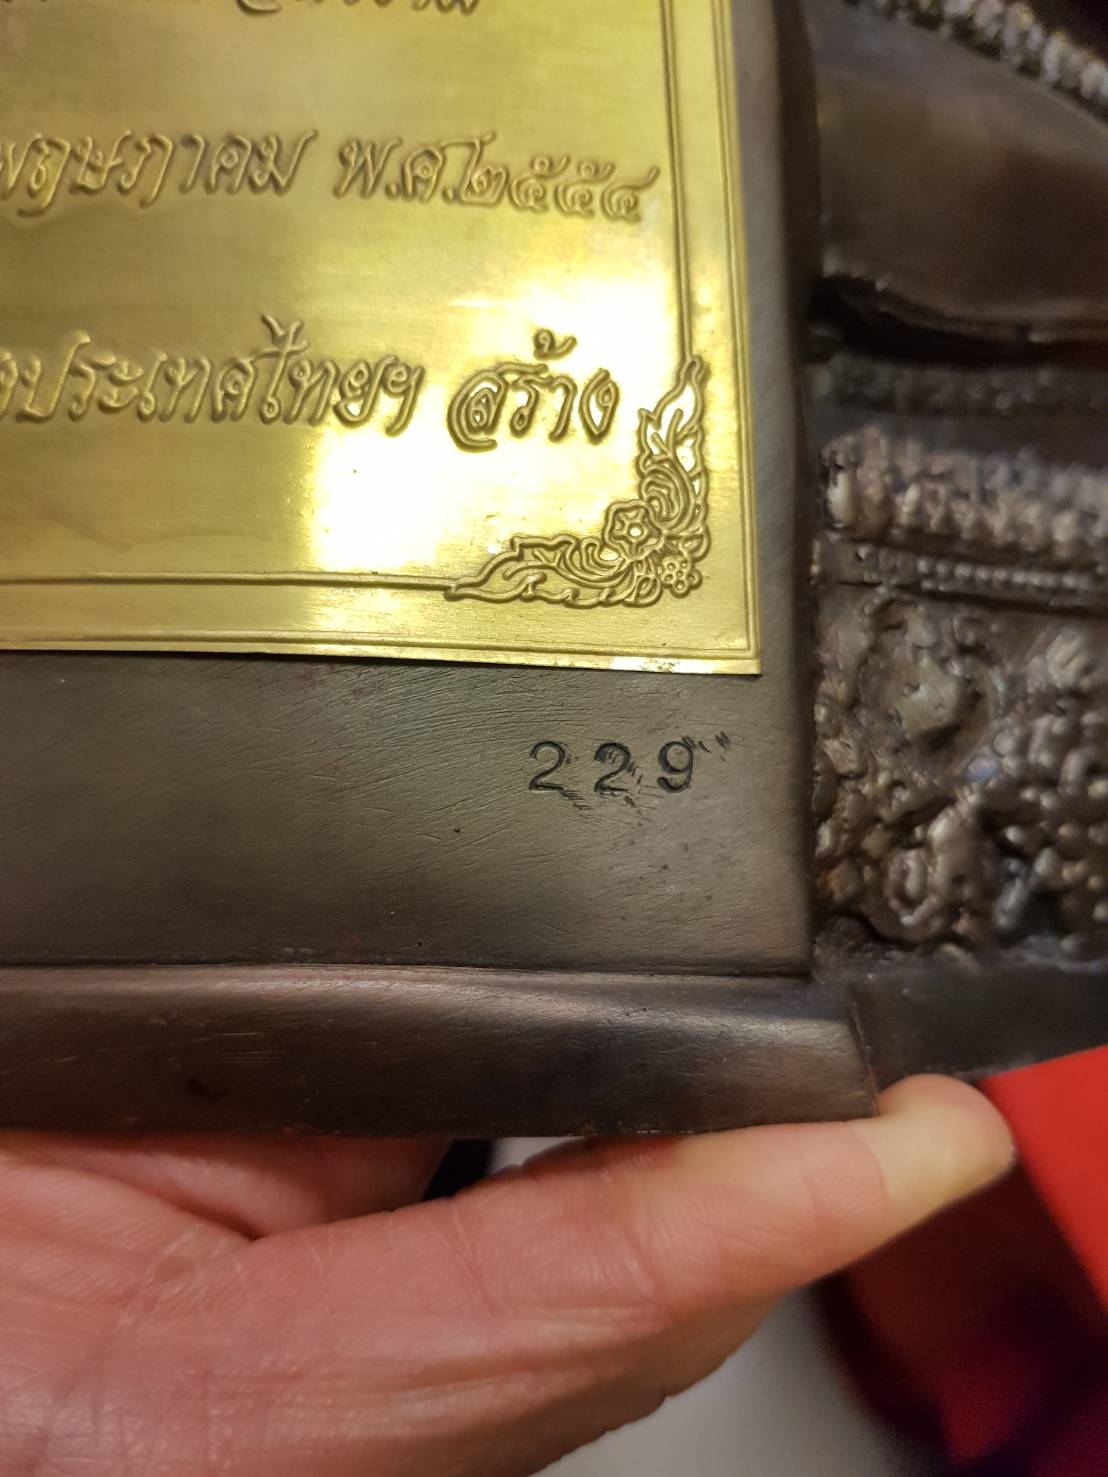 พฤษภาคม พ.ศ.๒๕๕๔
ประเทศไทยฯ สร้าง
229